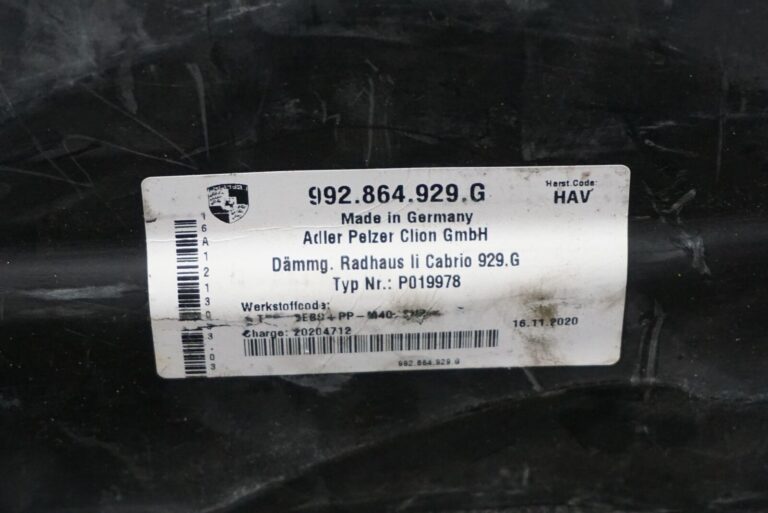 992.864.929.G
Herst.Code:
HAV
Made in Germany
Adler Pelzer Clion GmbH
Dämmg. Radhaus li Cabrio 929.G
Typ Nr.: P019978
Werkstoffcode:
16.11.2020
Charge: 20204712
992.864.929.G